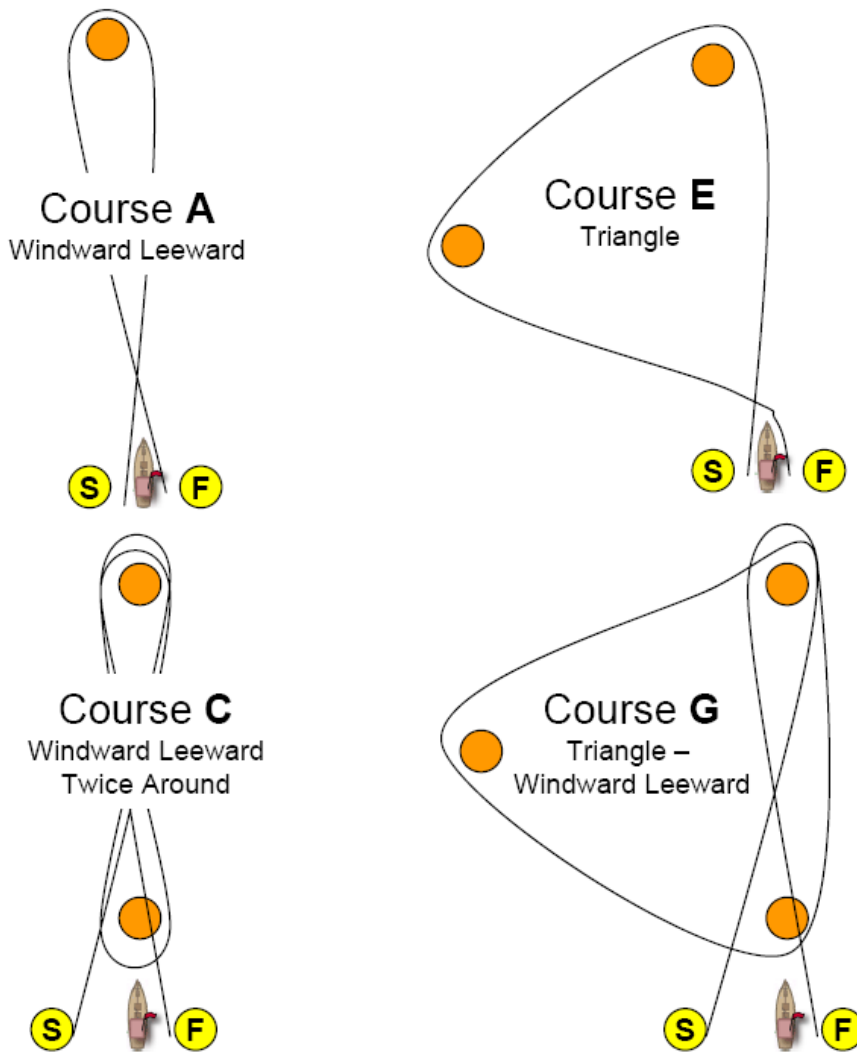 Course A
Windward Leeward
S
F
Course E
Triangle
S
F
Course C
Windward Leeward
Twice Around
S
F
Course G
Triangle –
Windward Leeward
S
F